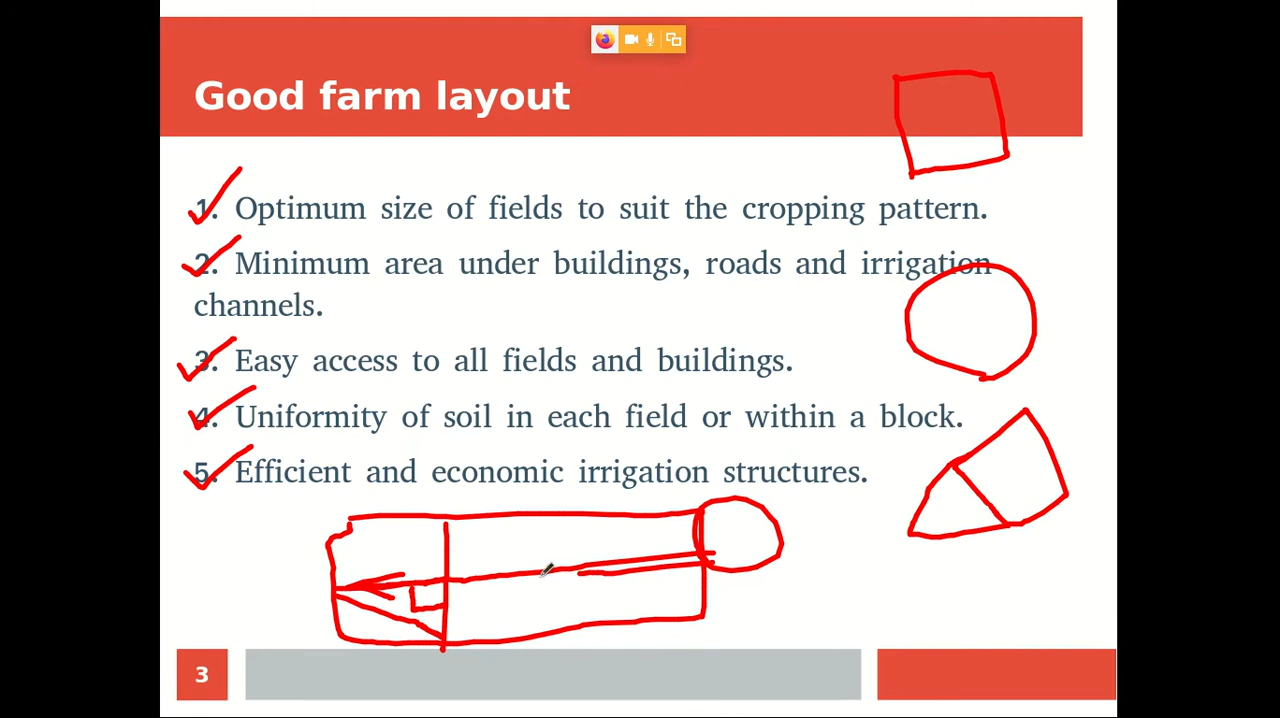 Good farm layout
1. Optimum size of fields to suit the cropping pattern.
2. Minimum area under buildings, roads and irrigation
channels.
3. Easy access to all fields and buildings.
4. Uniformity of soil in each field or within a block.
5. Efficient and economic irrigation structures.
3